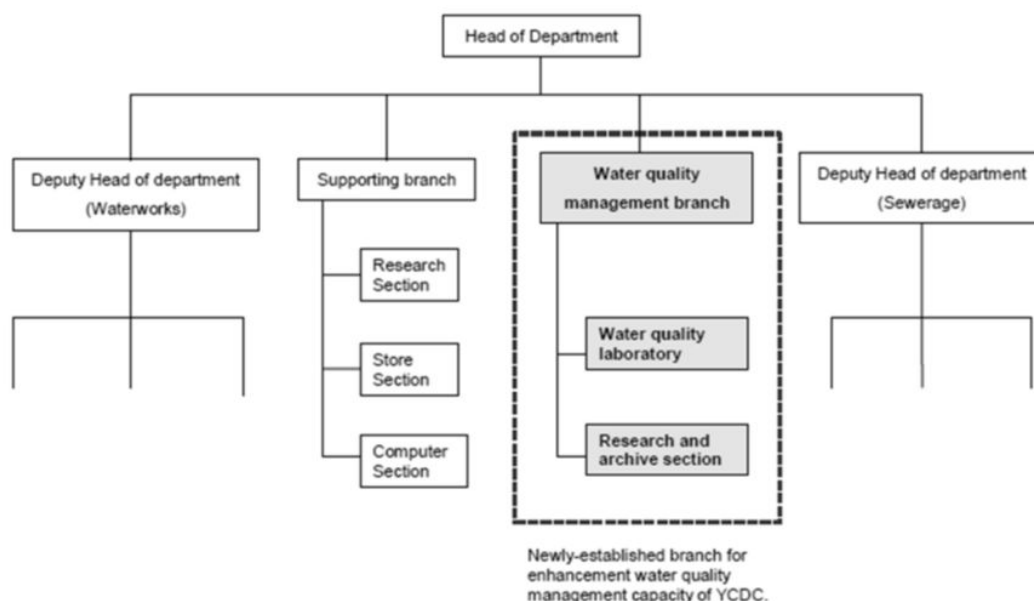 Head of Department
Deputy Head of department
(Waterworks)
Supporting branch
Research
Section
Store
Section
Computer
Section
Water quality
management branch
Water quality
laboratory
Research and
archive section
Deputy Head of department
(Sewerage)
Newly-established branch for
enhancement water quality
management capacity of YCDC.